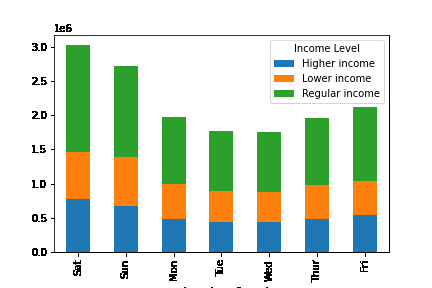 1e6
3.0
2.5
2.0
1.5
1.0
0.5
0.0
Income Level
Higher income
Lower income
Regular income
Sat
Sun
Mon
Tue
Wed
Thur
Fri